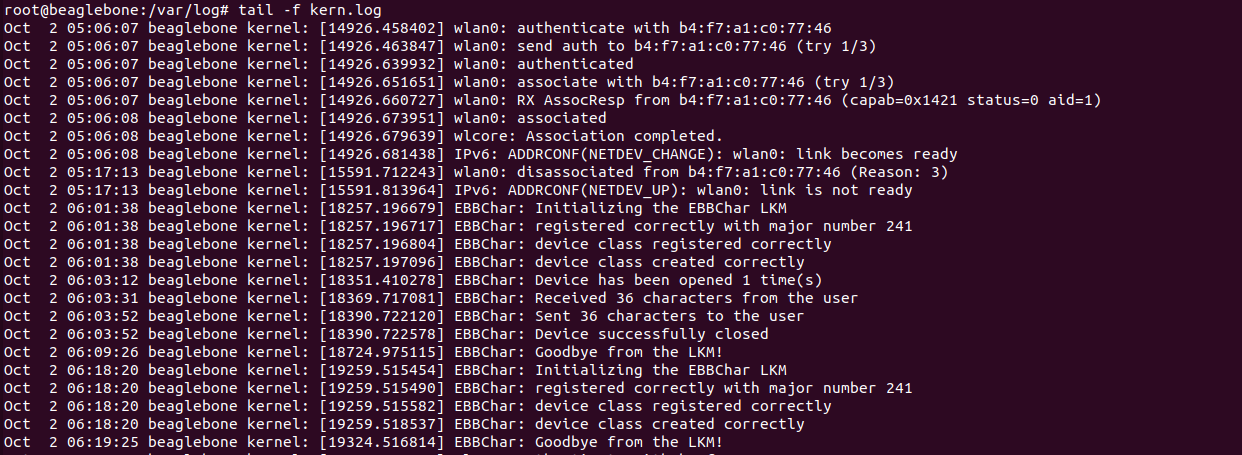 root@beaglebone:/var/log# tail -f kern.log
Oct  2 05:06:07 beaglebone kernel: [14926.458402] wlan0: authenticate with b4:f7:a1:c0:77:46
Oct  2 05:06:07 beaglebone kernel: [14926.463847] wlan0: send auth to b4:f7:a1:c0:77:46 (try 1/3)
Oct  2 05:06:07 beaglebone kernel: [14926.639932] wlan0: authenticated
Oct  2 05:06:07 beaglebone kernel: [14926.651651] wlan0: associate with b4:f7:a1:c0:77:46 (try 1/3)
Oct  2 05:06:07 beaglebone kernel: [14926.660727] wlan0: RX AssocResp from b4:f7:a1:c0:77:46 (capab=0x1421 status=0 aid=1)
Oct  2 05:06:08 beaglebone kernel: [14926.673951] wlan0: associated
Oct  2 05:06:08 beaglebone kernel: [14926.679639] wlcore: Association completed.
Oct  2 05:06:08 beaglebone kernel: [14926.681438] IPv6: ADDRCONF(NETDEV_CHANGE): wlan0: link becomes ready
Oct  2 05:17:13 beaglebone kernel: [15591.712243] wlan0: disassociated from b4:f7:a1:c0:77:46 (Reason: 3)
Oct  2 05:17:13 beaglebone kernel: [15591.813964] IPv6: ADDRCONF(NETDEV_UP): wlan0: link is not ready
Oct  2 06:01:38 beaglebone kernel: [18257.196679] EBBChar: Initializing the EBBChar LKM
Oct  2 06:01:38 beaglebone kernel: [18257.196717] EBBChar: registered correctly with major number 241
Oct  2 06:01:38 beaglebone kernel: [18257.196804] EBBChar: device class registered correctly
Oct  2 06:01:38 beaglebone kernel: [18257.197096] EBBChar: device class created correctly
Oct  2 06:03:12 beaglebone kernel: [18351.410278] EBBChar: Device has been opened 1 time(s)
Oct  2 06:03:31 beaglebone kernel: [18369.717081] EBBChar: Received 36 characters from the user
Oct  2 06:03:52 beaglebone kernel: [18390.722120] EBBChar: Sent 36 characters to the user
Oct  2 06:03:52 beaglebone kernel: [18390.722578] EBBChar: Device successfully closed
Oct  2 06:09:26 beaglebone kernel: [18724.975115] EBBChar: Goodbye from the LKM!
Oct  2 06:18:20 beaglebone kernel: [19259.515454] EBBChar: Initializing the EBBChar LKM
Oct  2 06:18:20 beaglebone kernel: [19259.515490] EBBChar: registered correctly with major number 241
Oct  2 06:18:20 beaglebone kernel: [19259.515582] EBBChar: device class registered correctly
Oct  2 06:18:20 beaglebone kernel: [19259.518537] EBBChar: device class created correctly
Oct  2 06:19:25 beaglebone kernel: [19324.516814] EBBChar: Goodbye from the LKM!